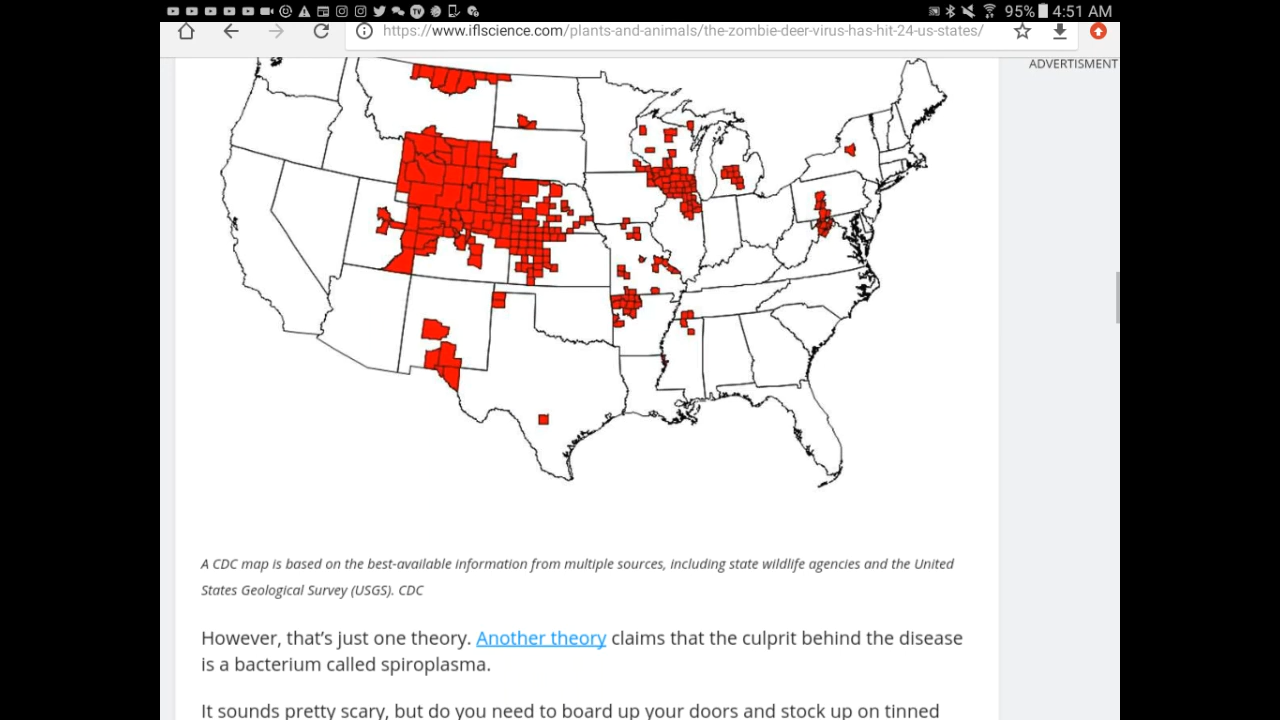 95% 4:51 AM
https://www.iflscience.com/plants-and-animals/the-zombie-deer-virus-has-hit-24-us-states/
ADVERTISMENT
A CDC map is based on the best-available information from multiple sources, including state wildlife agencies and the United
States Geological Survey (USGS). CDC
However, that's just one theory. Another theory claims that the culprit behind the disease
is a bacterium called spiroplasma.
It sounds pretty scary, but do you need to board up your doors and stock up on tinned